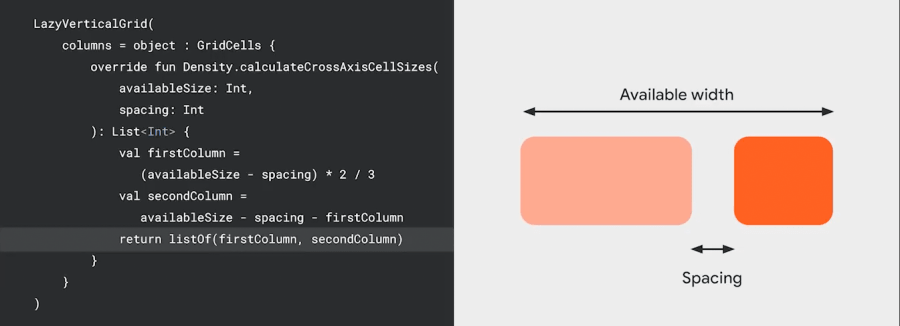 LazyVerticalGrid(
columns = object : GridCells {
override fun Density.calculateCrossAxisCellSizes(
availableSize: Int,
spacing: Int
): List<Int> {
val firstColumn =
(availableSize - spacing) * 2 / 3
val secondColumn =
availableSize - spacing - firstColumn
return listOf(firstColumn, secondColumn)
}
}
)
Available width
Spacing